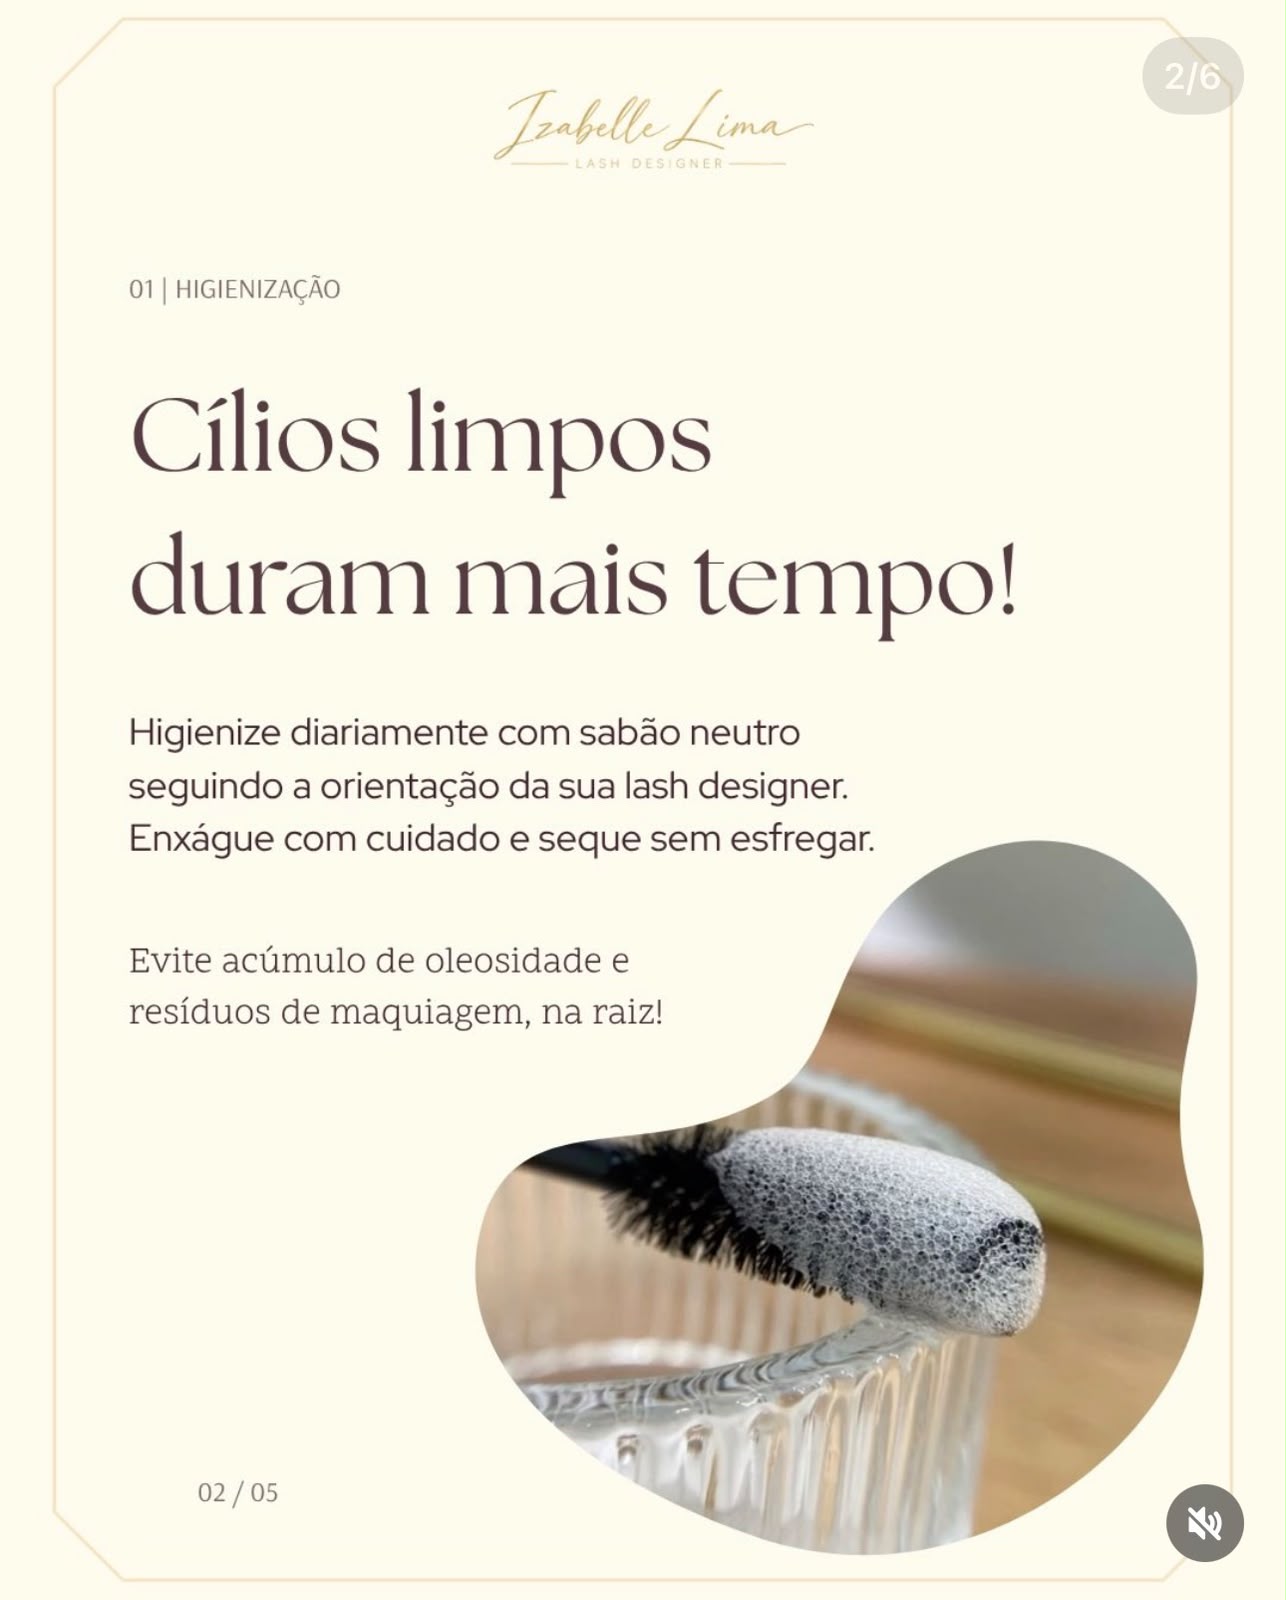 2/6
Izabelle Lima
LASH DESIGNER
01 | HIGIENIZAÇÃO
Cílios limpos
duram mais tempo!
Higienize diariamente com sabão neutro
seguindo a orientação da sua lash designer.
Enxágue com cuidado e seque sem esfregar.
Evite acúmulo de oleosidade e
resíduos de maquiagem, na raiz!
02 / 05